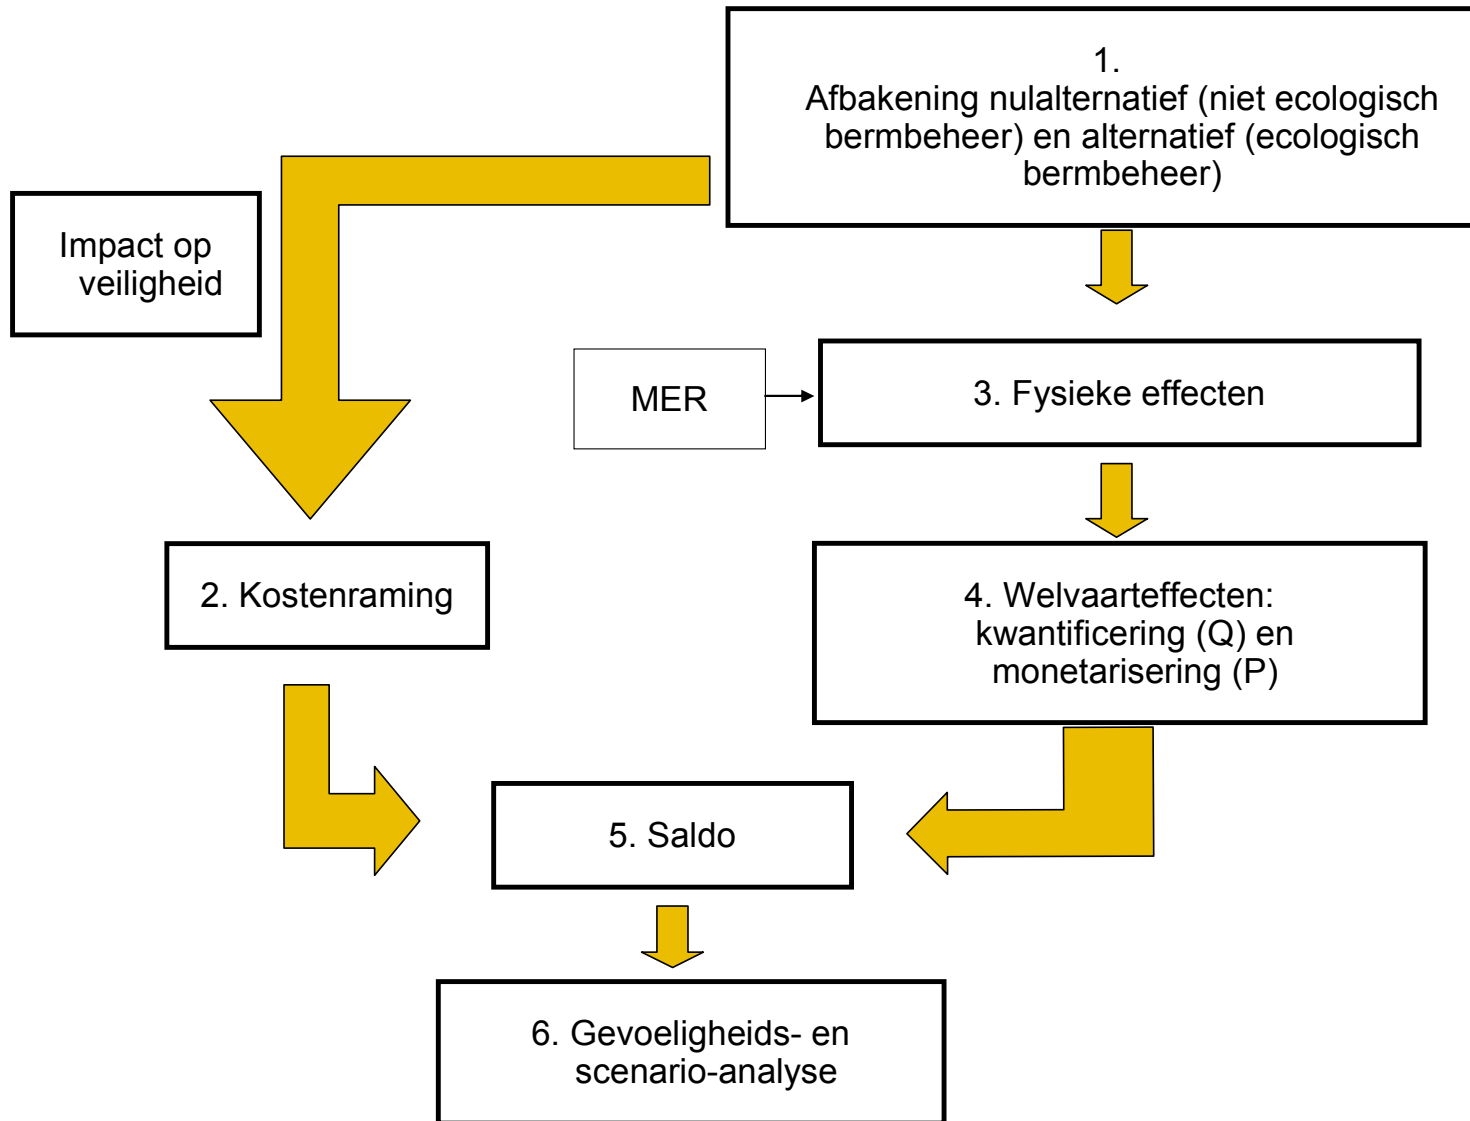 1.
Afbakening nulalternatief (niet ecologisch
bermbeheer) en alternatief (ecologisch
bermbeheer)
Impact op
veiligheid
MER
3. Fysieke effecten
2. Kostenraming
4. Welvaarteffecten:
kwantificering (Q) en
monetarisering (P)
5. Saldo
6. Gevoeligheids- en
scenario-analyse